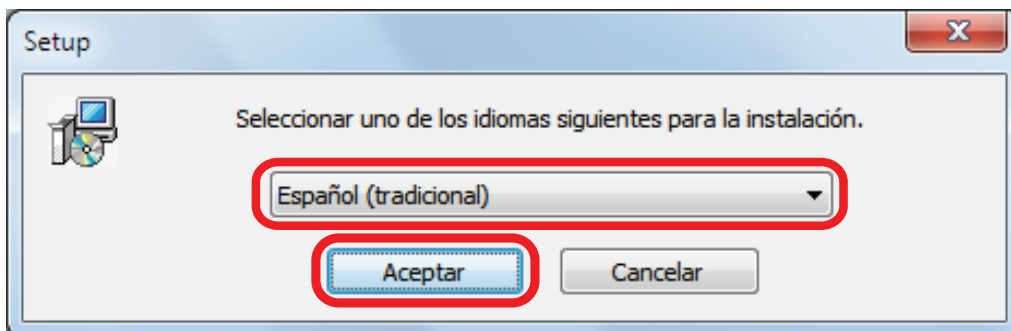 Setup
Seleccionar uno de los idiomas siguientes para la instalación.
Español (tradicional)
Aceptar Cancelar